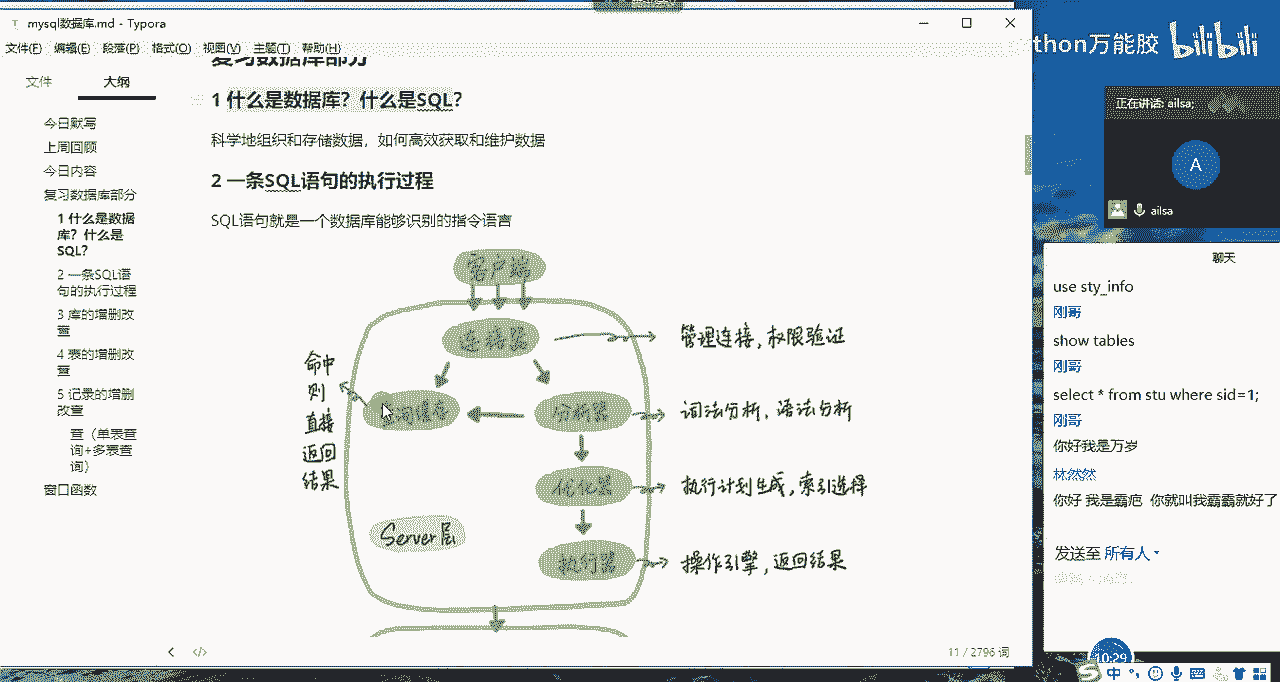 mysql数据库.md - Typora
文件(F) 编辑(E) 段落(P) 格式(O) 视图(V) 主题(T) 帮助(H)
文件 大纲
今日默写
上周回顾
今日内容
复习数据库部分
1 什么是数据
库？什么是
SQL?
2 一条SQL语
句的执行过程
3 库的增删改
查
4 表的增删改
查
5 记录的增删
改查
查（单表查
询+多表查
询）
窗口函数
复习数据库部分
1 什么是数据库？什么是SQL？
科学地组织和存储数据，如何高效获取和维护数据
2 一条SQL语句的执行过程
SQL语句就是一个数据库能够识别的指令语言
客户端
连接器
管理连接，权限验证
命中
则
直接
返回
结果
查询缓存
分析器
词法分析，语法分析
优化器
执行计划生成，索引选择
Server层
执行器
操作引擎，返回结果
11 / 2796 词
thon万能胶 bilibili
正在讲话: ailsa;
A
ailsa
聊天
use sty_info
刚哥
show tables
刚哥
select * from stu where sid=1;
刚哥
你好我是万岁
林然然
你好 我是霸疤 你就叫我霸霸就好了
发送至 所有人
10:29
中